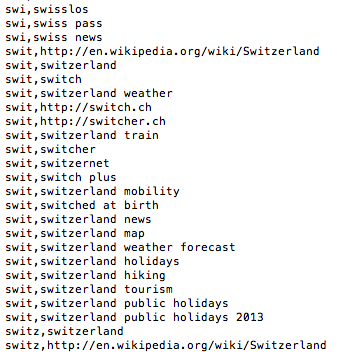 swi,swisslos
swi,swiss pass
swi,swiss news
swit,http://en.wikipedia.org/wiki/Switzerland
swit,switzerland
swit,switch
swit,switzerland weather
swit,http://switch.ch
swit,http://switcher.ch
swit,switzerland train
swit,switcher
swit,switzernet
swit,switch plus
swit,switzerland mobility
swit,switched at birth
swit,switzerland news
swit,switzerland map
swit,switzerland weather forecast
swit,switzerland holidays
swit,switzerland hiking
swit,switzerland tourism
swit,switzerland public holidays
swit,switzerland public holidays 2013
switz,switzerland
switz,http://en.wikipedia.org/wiki/Switzerland